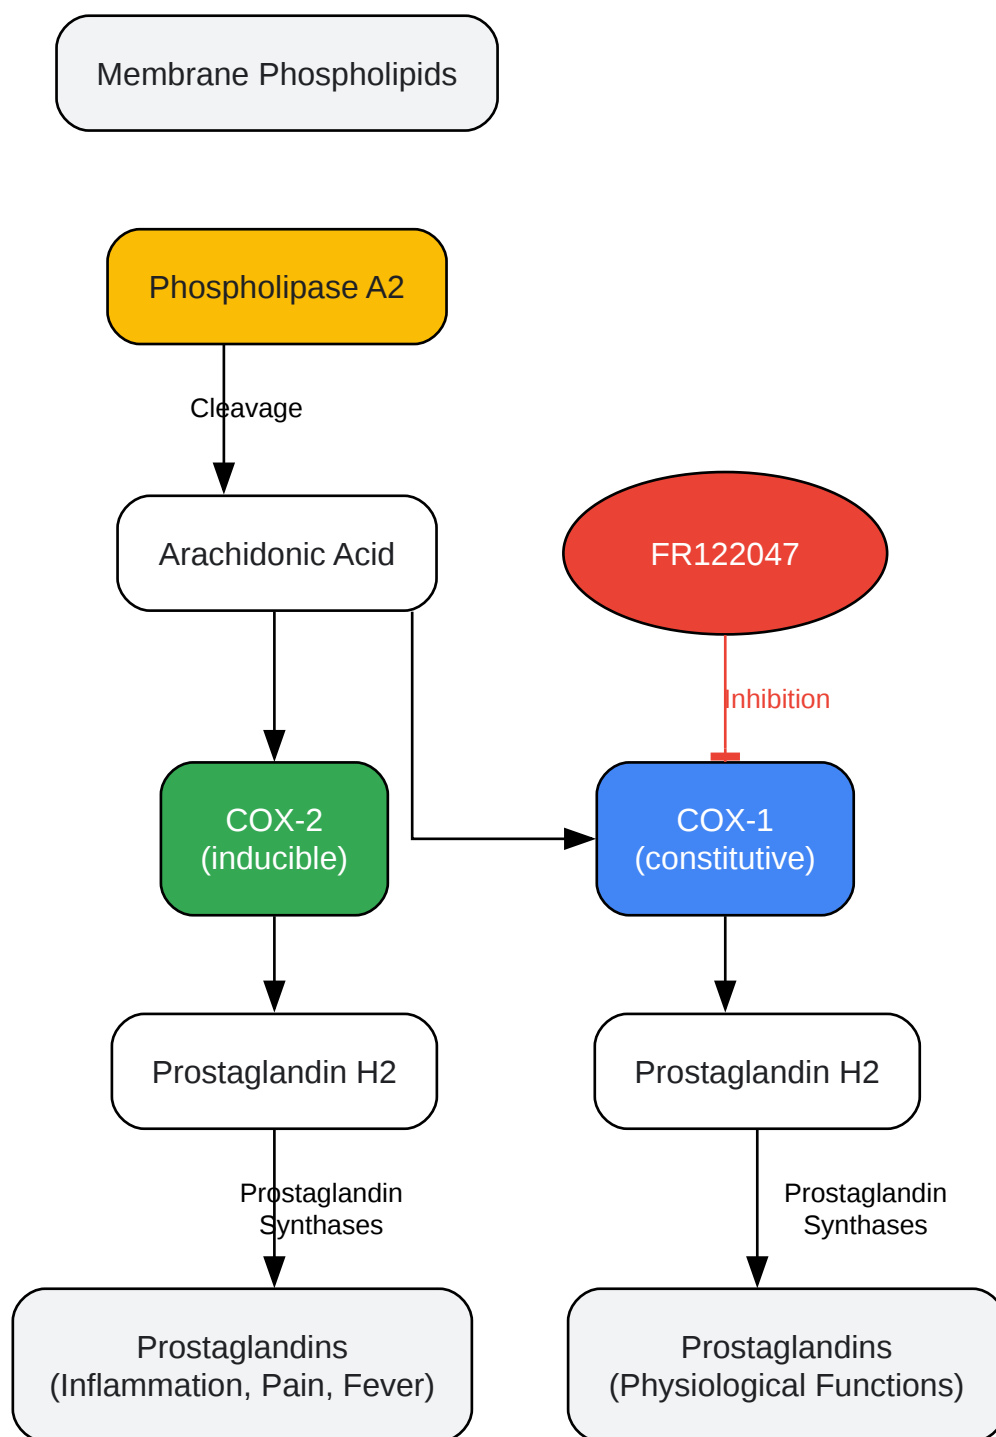 Membrane Phospholipids
Phospholipase A2
Cleavage
Arachidonic Acid
FR122047
Inhibition
COX-2
(inducible)
COX-1
(constitutive)
Prostaglandin H2
Prostaglandin H2
Prostaglandin
Synthases
Prostaglandin
Synthases
Prostaglandins
(Inflammation, Pain, Fever)
Prostaglandins
(Physiological Functions)